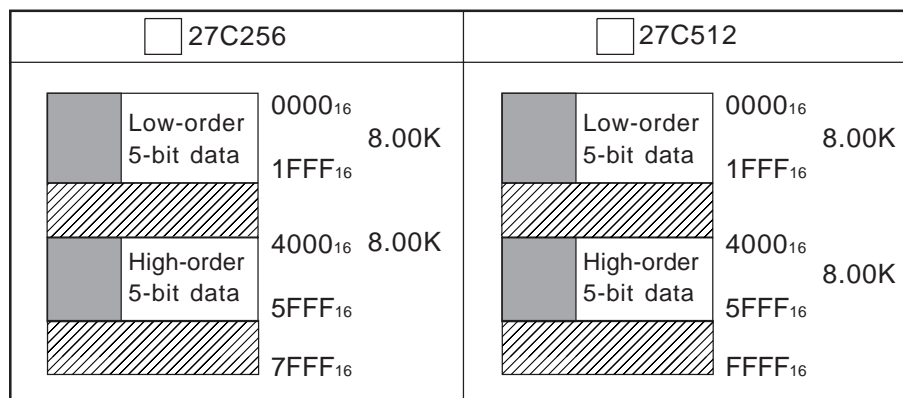 27C256
0000₁₆
Low-order
5-bit data
8.00K
1FFF₁₆
4000₁₆ 8.00K
High-order
5-bit data
5FFF₁₆
7FFF₁₆
27C512
0000₁₆
Low-order
5-bit data
8.00K
1FFF₁₆
4000₁₆
High-order
5-bit data
8.00K
5FFF₁₆
FFFF₁₆